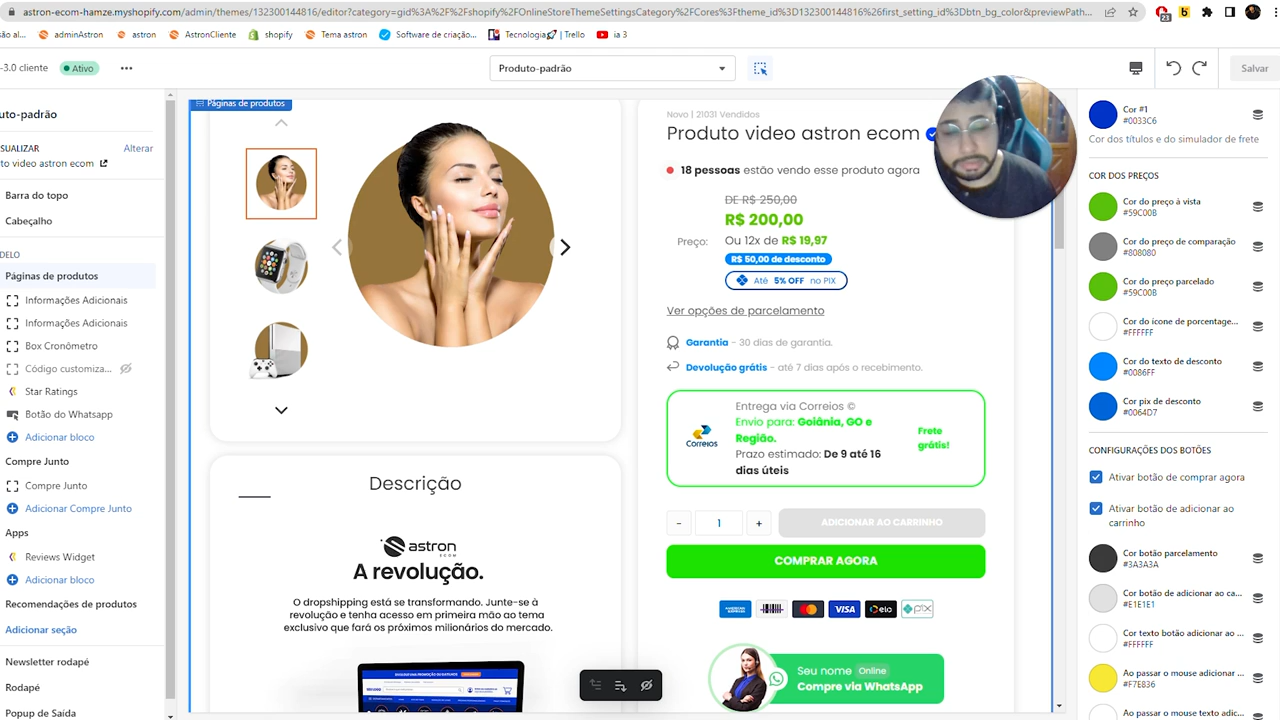 astron-ecom-hamze.myshopify.com/admin/themes/132300144816/editor?category=gid%3A%2F%2Fshopify%2FOnlineStoreThemeSettingsCategory%2FCores%3Ftheme_id%3D132300144816%26first_setting_id%3Dbtn_bg_color&previewPath...
23
são al...
adminAstron
astron
AstronCliente
shopify
Tema astron
Software de criação...
Tecnologia🚀 | Trello
ia 3
-3.0 cliente
Ativo
Produto-padrão
Salvar
uto-padrão
SUALIZAR
Alterar
to video astron ecom
Barra do topo
Cabeçalho
DELO
Páginas de produtos
Informações Adicionais
Informações Adicionais
Box Cronômetro
Código customiza...
Star Ratings
Botão do Whatsapp
Adicionar bloco
Compre Junto
Compre Junto
Adicionar Compre Junto
Apps
Reviews Widget
Adicionar bloco
Recomendações de produtos
Adicionar seção
Newsletter rodapé
Rodapé
Popup de Saída
Páginas de produtos
Descrição
astron
ECOM
A revolução.
O dropshipping está se transformando. Junte-se à
revolução e tenha acesso em primeira mão ao tema
exclusivo que fará os próximos milionários do mercado.
Novo | 21031 Vendidos
Produto video astron ecom
18 pessoas estão vendo esse produto agora
DE R$ 250,00
R$ 200,00
Preço:
Ou 12x de R$ 19,97
R$ 50,00 de desconto
Até 5% OFF no PIX
Ver opções de parcelamento
Garantia - 30 dias de garantia.
Devolução grátis - até 7 dias após o recebimento.
Entrega via Correios ©
Envio para: Goiânia, GO e
Região.
Prazo estimado: De 9 até 16
dias úteis
Correios
Frete
grátis!
- 1 +
ADICIONAR AO CARRINHO
COMPRAR AGORA
VISA
elo
pix
Seu nome Online
Compre via WhatsApp
Cor #1
#0033C6
Cor dos títulos e do simulador de frete
COR DOS PREÇOS
Cor do preço à vista
#59C00B
Cor do preço de comparação
#808080
Cor do preço parcelado
#59C00B
Cor do ícone de porcentage...
#FFFFFF
Cor do texto de desconto
#0086FF
Cor pix de desconto
#0064D7
CONFIGURAÇÕES DOS BOTÕES
Ativar botão de comprar agora
Ativar botão de adicionar ao
carrinho
Cor botão parcelamento
#3A3A3A
Cor de botão de adicionar ao ca...
#E1E1E1
Cor texto botão adicionar ao ...
#FFFFFF
Ao passar o mouse adicionar ...
#F7E836
Ao passar o mouse texto adic...